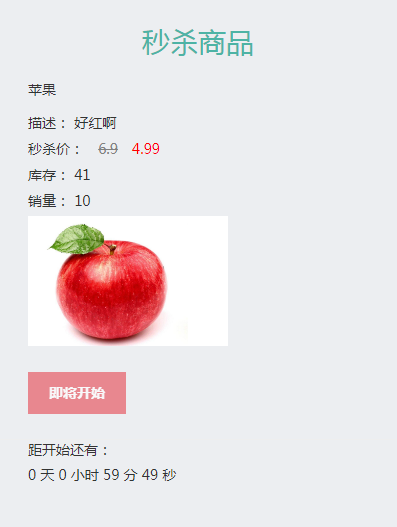 秒杀商品
苹果
描述： 好红啊
秒杀价： 6.9 4.99
库存： 41
销量： 10
即将开始
距开始还有：
0 天 0 小时 59 分 49 秒